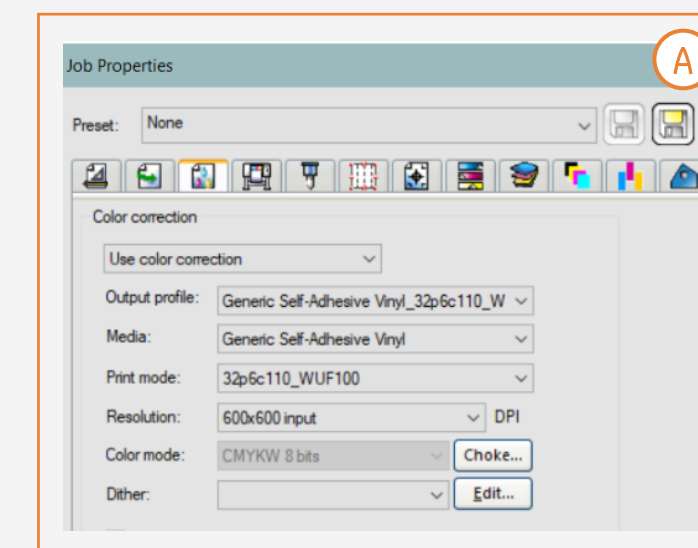 A
Job Properties
Preset: None
Color correction
Use color correction
Output profile: Generic Self-Adhesive Vinyl_32p6c110_W
Media: Generic Self-Adhesive Vinyl
Print mode: 32p6c110_WUF100
Resolution: 600x600 input DPI
Color mode: CMYKW 8 bits Choke...
Dither: Edit...